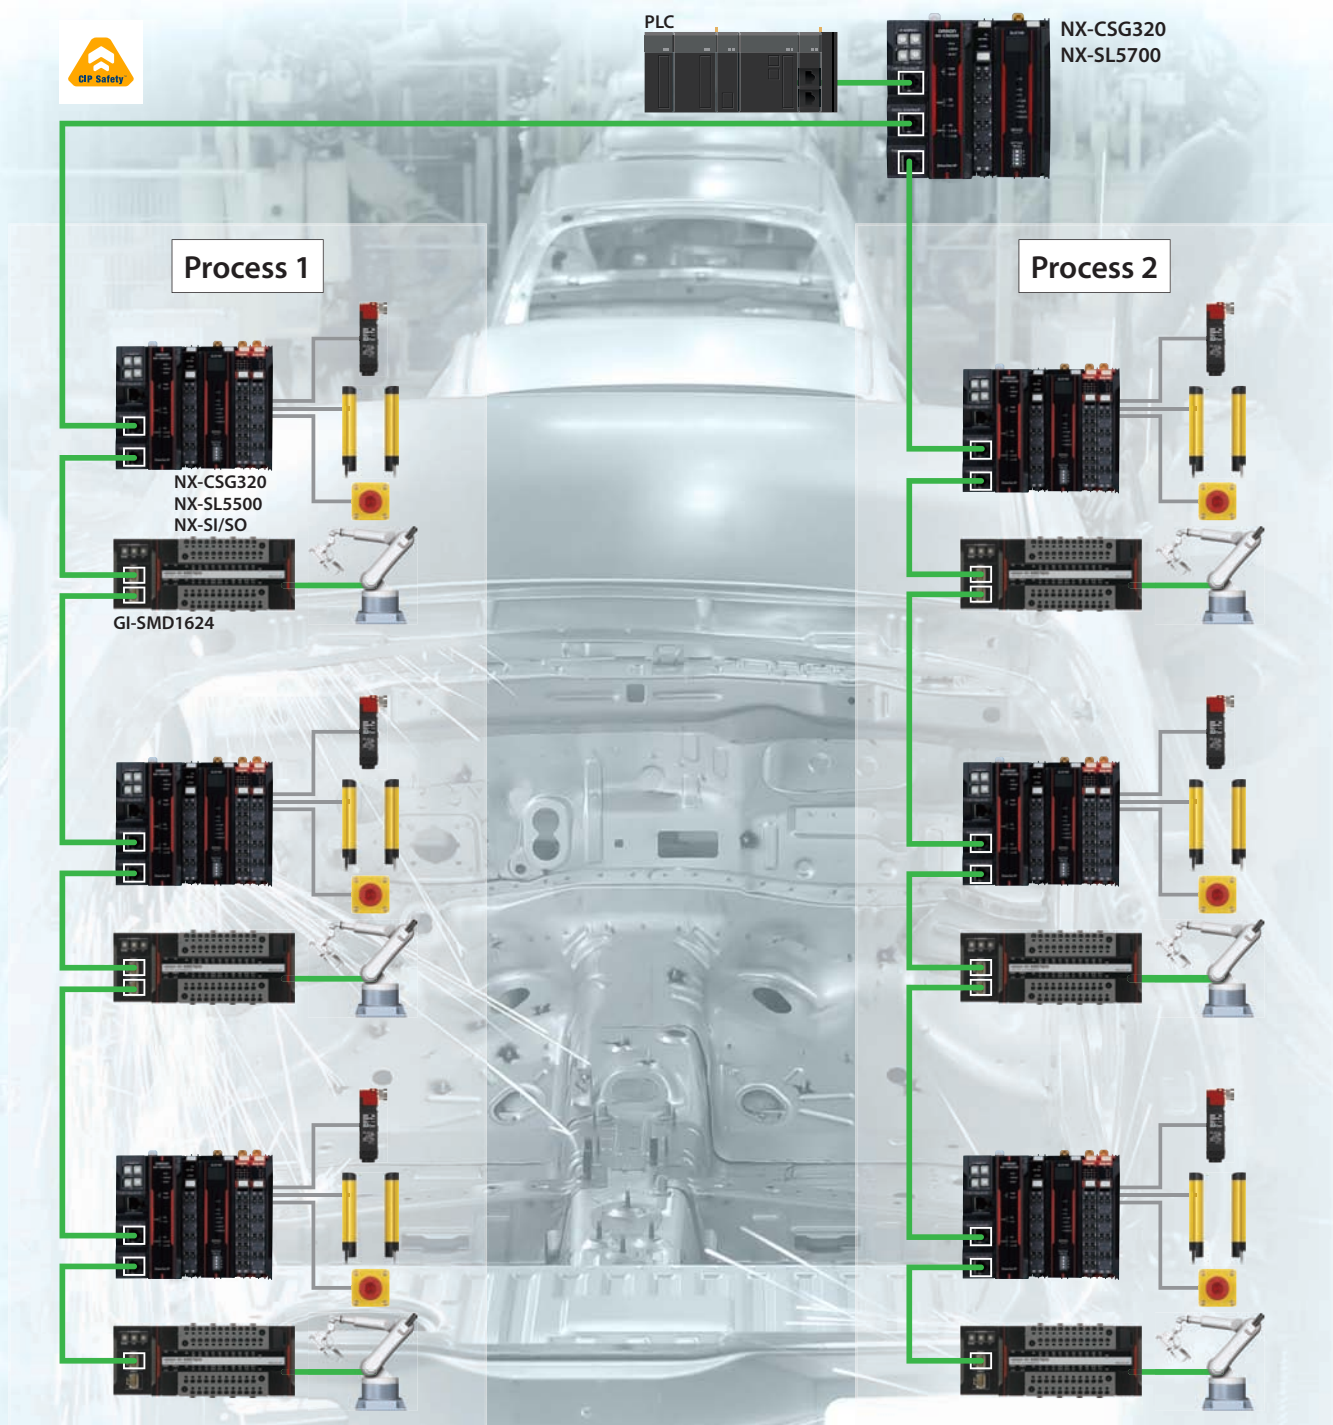 CIP Safety
PLC
NX-CSG320
NX-SL5700
Process 1
Process 2
NX-CSG320
NX-SL5500
NX-SI/SO
GI-SMD1624